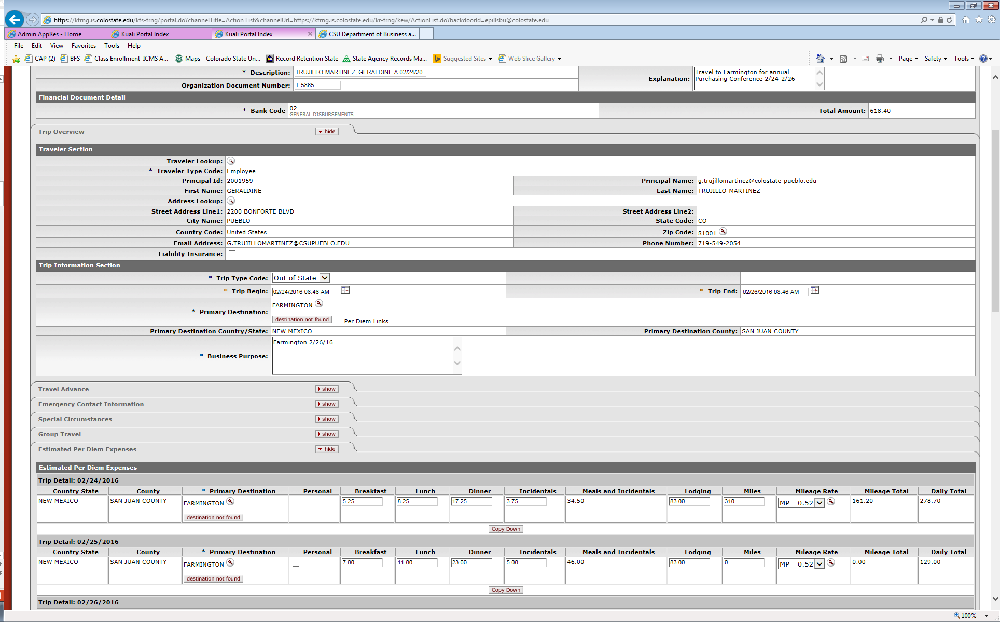 https://ktrng.is.colostate.edu/kfs-trng/portal.do?channelTitle=Action List&channelUrl=https://ktrng.is.colostate.edu/kr-trng/kew/ActionList.do?backdoorId=epillsbu@colostate.edu
Admin AppRes - Home
Kuali Portal Index
Kuali Portal Index
CSU Department of Business a...
File Edit View Favorites Tools Help
CAP (2) BFS Class Enrollment ICMS A... Maps - Colorado State Un... Record Retention State State Agency Records Ma... Suggested Sites Web Slice Gallery Page Safety Tools
* Description: TRUJILLO-MARTINEZ, GERALDINE A 02/24/20
Explanation: Travel to Farmington for annual
Purchasing Conference 2/24-2/26
Organization Document Number: T-5865
Financial Document Detail
* Bank Code 02
GENERAL DISBURSEMENTS
Total Amount: 618.40
Trip Overview hide
Traveler Section
Traveler Lookup:
* Traveler Type Code: Employee
Principal Id: 2001959 Principal Name: g.trujillomartinez@colostate-pueblo.edu
First Name: GERALDINE Last Name: TRUJILLO-MARTINEZ
Address Lookup:
Street Address Line1: 2200 BONFORTE BLVD Street Address Line2:
City Name: PUEBLO State Code: CO
Country Code: United States Zip Code: 81001
Email Address: G.TRUJILLOMARTINEZ@CSUPUEBLO.EDU Phone Number: 719-549-2054
Liability Insurance:
Trip Information Section
* Trip Type Code: Out of State
* Trip Begin: 02/24/2016 08:46 AM * Trip End: 02/26/2016 08:46 AM
* Primary Destination: FARMINGTON
destination not found Per Diem Links
Primary Destination Country/State: NEW MEXICO Primary Destination County: SAN JUAN COUNTY
* Business Purpose: Farmington 2/26/16
Travel Advance show
Emergency Contact Information show
Special Circumstances show
Group Travel show
Estimated Per Diem Expenses hide
Estimated Per Diem Expenses
Trip Detail: 02/24/2016
Country State County * Primary Destination Personal Breakfast Lunch Dinner Incidentals Meals and Incidentals Lodging Miles Mileage Rate Mileage Total Daily Total
NEW MEXICO SAN JUAN COUNTY FARMINGTON 5.25 8.25 17.25 3.75 34.50 83.00 310 MP - 0.52 161.20 278.70
destination not found
Copy Down
Trip Detail: 02/25/2016
Country State County * Primary Destination Personal Breakfast Lunch Dinner Incidentals Meals and Incidentals Lodging Miles Mileage Rate Mileage Total Daily Total
NEW MEXICO SAN JUAN COUNTY FARMINGTON 7.00 11.00 23.00 5.00 46.00 83.00 0 MP - 0.52 0.00 129.00
destination not found
Copy Down
Trip Detail: 02/26/2016
100%